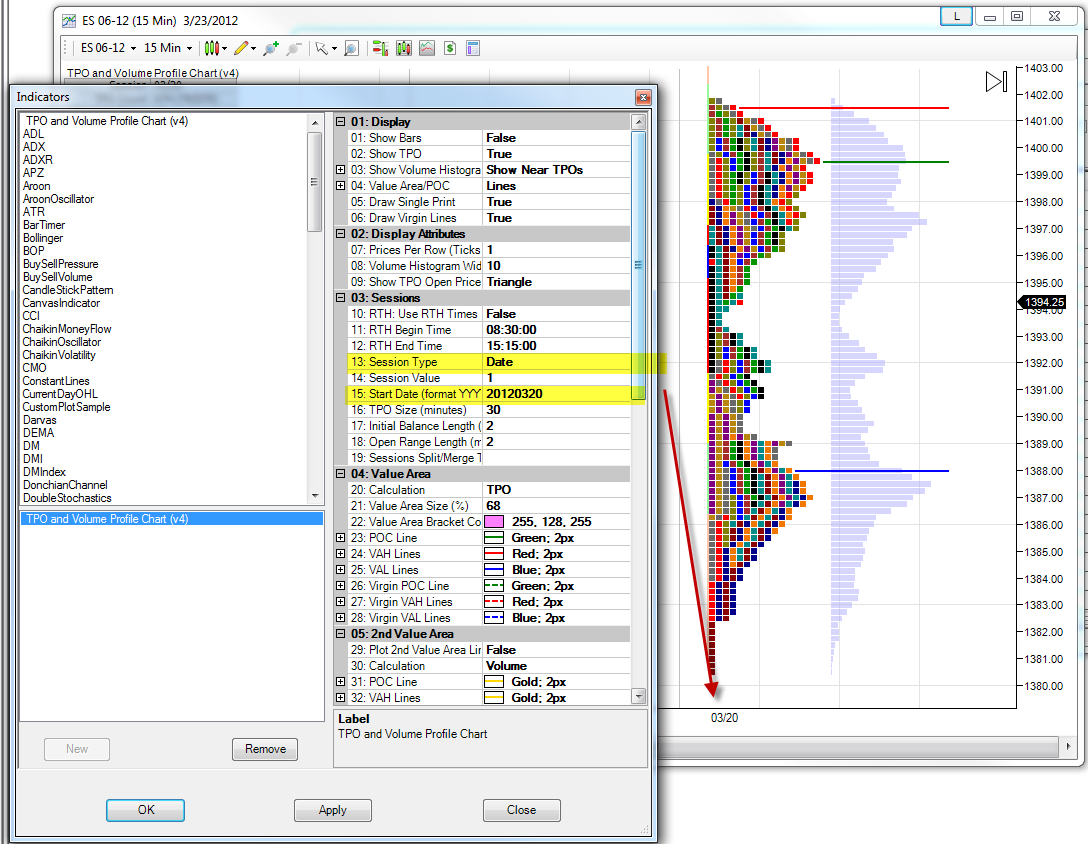 ES 06-12 (15 Min) 3/23/2012
L
ES 06-12 15 Min
$
TPO and Volume Profile Chart (v4)
Indicators
TPO and Volume Profile Chart (v4)
ADL
ADX
ADXR
APZ
Aroon
AroonOscillator
ATR
BarTimer
Bollinger
BOP
BuySellPressure
BuySellVolume
CandleStickPattern
CanvasIndicator
CCI
ChaikinMoneyFlow
ChaikinOscillator
ChaikinVolatility
CMO
ConstantLines
CurrentDayOHL
CustomPlotSample
Darvas
DEMA
DM
DMI
DMIndex
DonchianChannel
DoubleStochastics
TPO and Volume Profile Chart (v4)
New
Remove
01: Display
01: Show Bars False
02: Show TPO True
03: Show Volume Histogra Show Near TPOs
04: Value Area/POC Lines
05: Draw Single Print True
06: Draw Virgin Lines True
02: Display Attributes
07: Prices Per Row (Ticks 1
08: Volume Histogram Wid 10
09: Show TPO Open Price Triangle
03: Sessions
10: RTH: Use RTH Times False
11: RTH Begin Time 08:30:00
12: RTH End Time 15:15:00
13: Session Type Date
14: Session Value 1
15: Start Date (format YYY 20120320
16: TPO Size (minutes) 30
17: Initial Balance Length ( 2
18: Open Range Length (m 2
19: Sessions Split/Merge T
04: Value Area
20: Calculation TPO
21: Value Area Size (%) 68
22: Value Area Bracket Co 255, 128, 255
23: POC Line Green; 2px
24: VAH Lines Red; 2px
25: VAL Lines Blue; 2px
26: Virgin POC Line Green; 2px
27: Virgin VAH Lines Red; 2px
28: Virgin VAL Lines Blue; 2px
05: 2nd Value Area
29: Plot 2nd Value Area Lir False
30: Calculation Volume
31: POC Line Gold; 2px
32: VAH Lines Gold; 2px
Label
TPO and Volume Profile Chart
OK
Apply
Close
1403.00
1402.00
1401.00
1400.00
1399.00
1398.00
1397.00
1396.00
1395.00
1394.25
1394.00
1393.00
1392.00
1391.00
1390.00
1389.00
1388.00
1387.00
1386.00
1385.00
1384.00
1383.00
1382.00
1381.00
1380.00
03/20